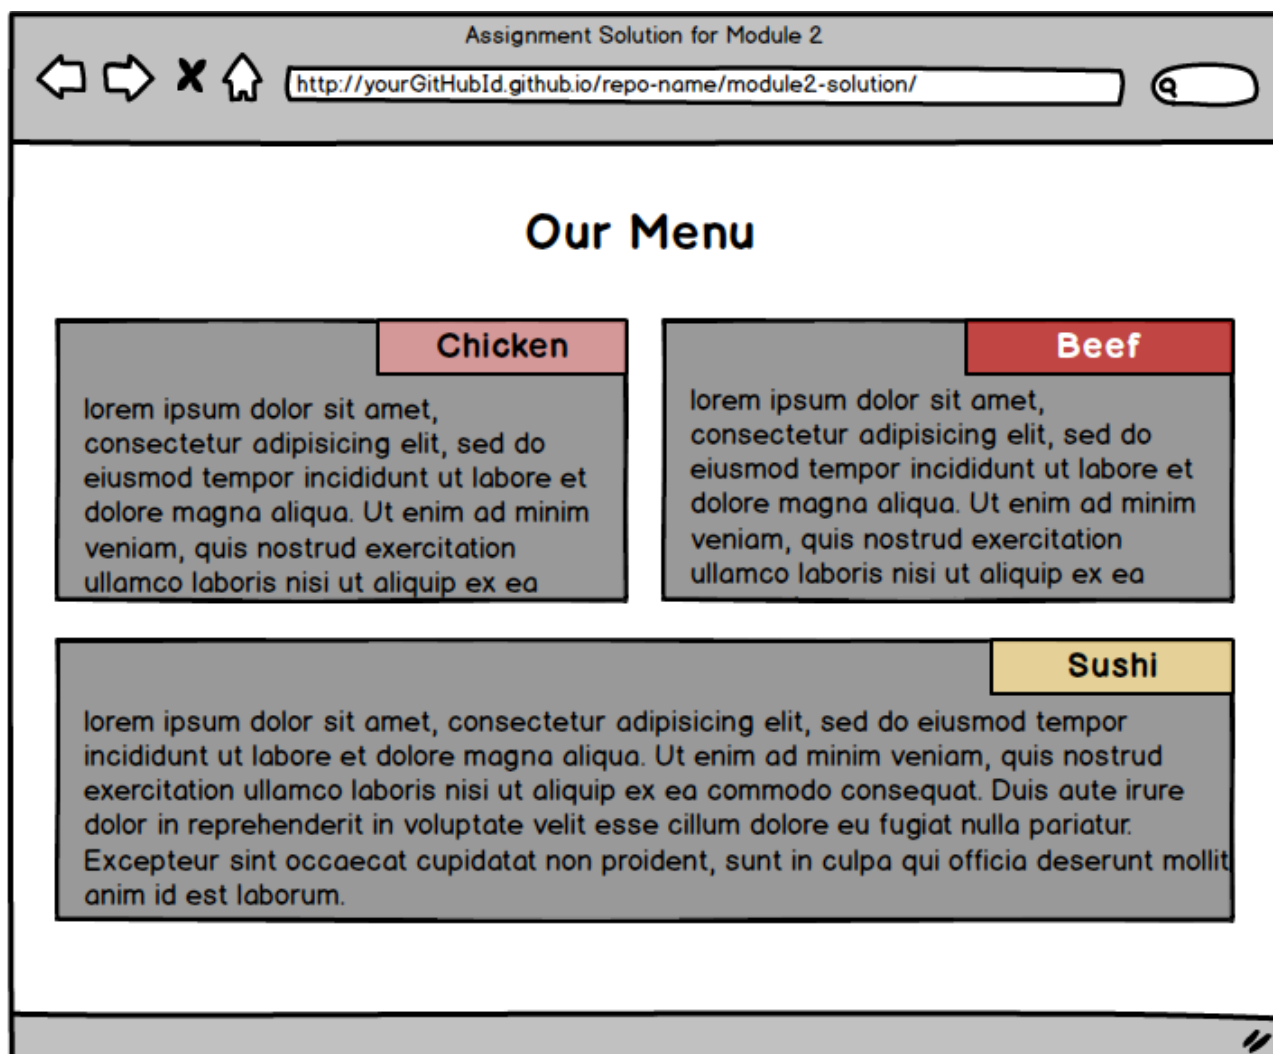 Assignment Solution for Module 2
http://yourGitHubId.github.io/repo-name/module2-solution/
Our Menu
Chicken
lorem ipsum dolor sit amet,
consectetur adipisicing elit, sed do
eiusmod tempor incididunt ut labore et
dolore magna aliqua. Ut enim ad minim
veniam, quis nostrud exercitation
ullamco laboris nisi ut aliquip ex ea
Beef
lorem ipsum dolor sit amet,
consectetur adipisicing elit, sed do
eiusmod tempor incididunt ut labore et
dolore magna aliqua. Ut enim ad minim
veniam, quis nostrud exercitation
ullamco laboris nisi ut aliquip ex ea
Sushi
lorem ipsum dolor sit amet, consectetur adipisicing elit, sed do eiusmod tempor
incididunt ut labore et dolore magna aliqua. Ut enim ad minim veniam, quis nostrud
exercitation ullamco laboris nisi ut aliquip ex ea commodo consequat. Duis aute irure
dolor in reprehenderit in voluptate velit esse cillum dolore eu fugiat nulla pariatur.
Excepteur sint occaecat cupidatat non proident, sunt in culpa qui officia deserunt mollit
anim id est laborum.